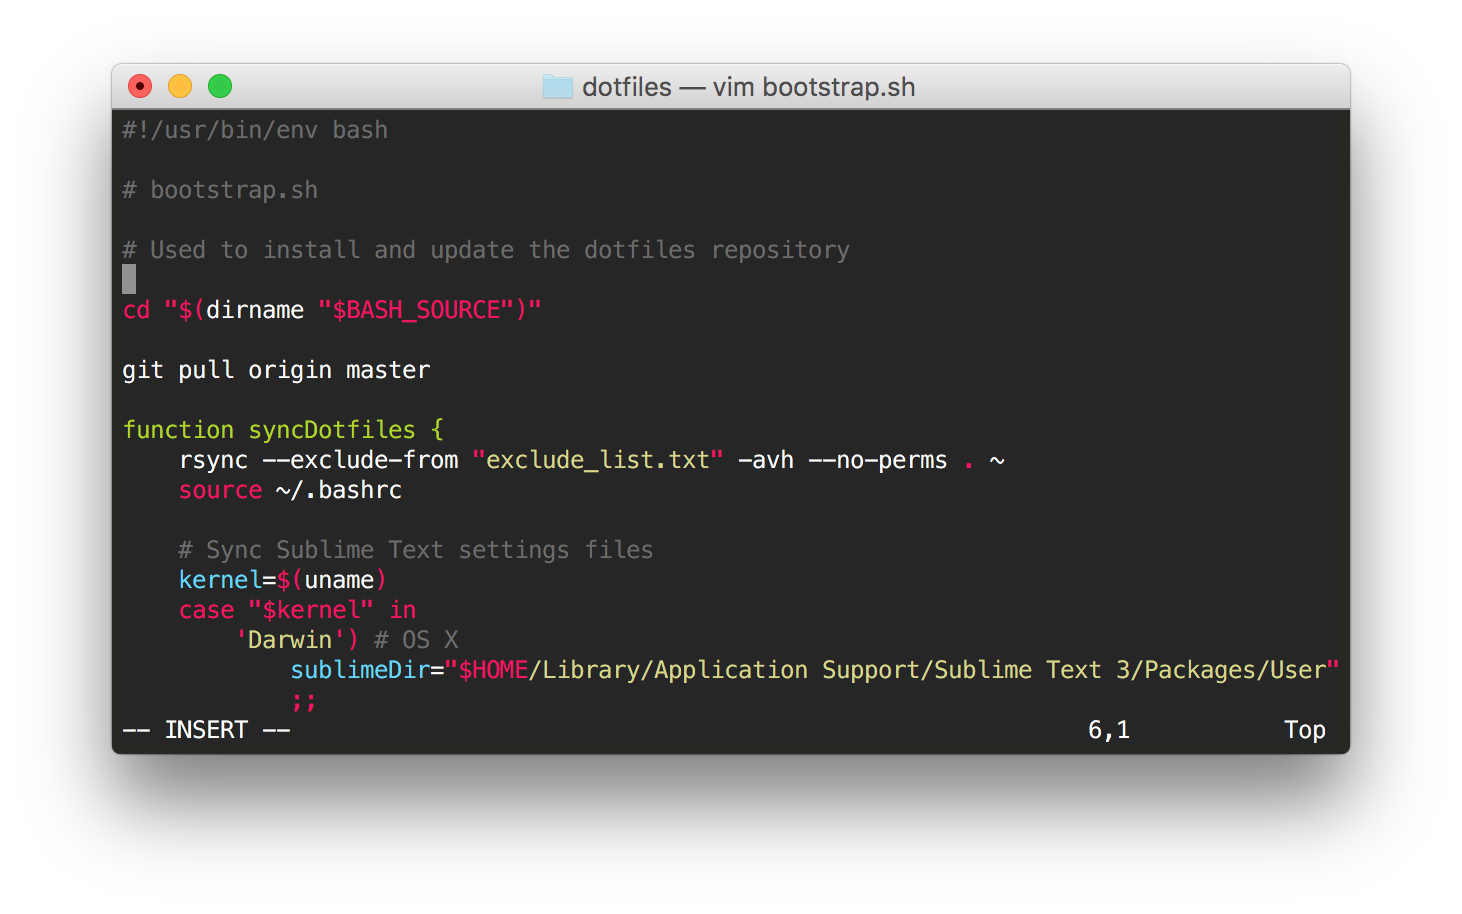 dotfiles — vim bootstrap.sh
#!/usr/bin/env bash
# bootstrap.sh
# Used to install and update the dotfiles repository
cd "$(dirname "$BASH_SOURCE")"
git pull origin master
function syncDotfiles {
    rsync --exclude-from "exclude_list.txt" -avh --no-perms . ~
    source ~/.bashrc
    # Sync Sublime Text settings files
    kernel=$(uname)
    case "$kernel" in
        'Darwin') # OS X
            sublimeDir="$HOME/Library/Application Support/Sublime Text 3/Packages/User"
            ;;
-- INSERT -- 6,1 Top